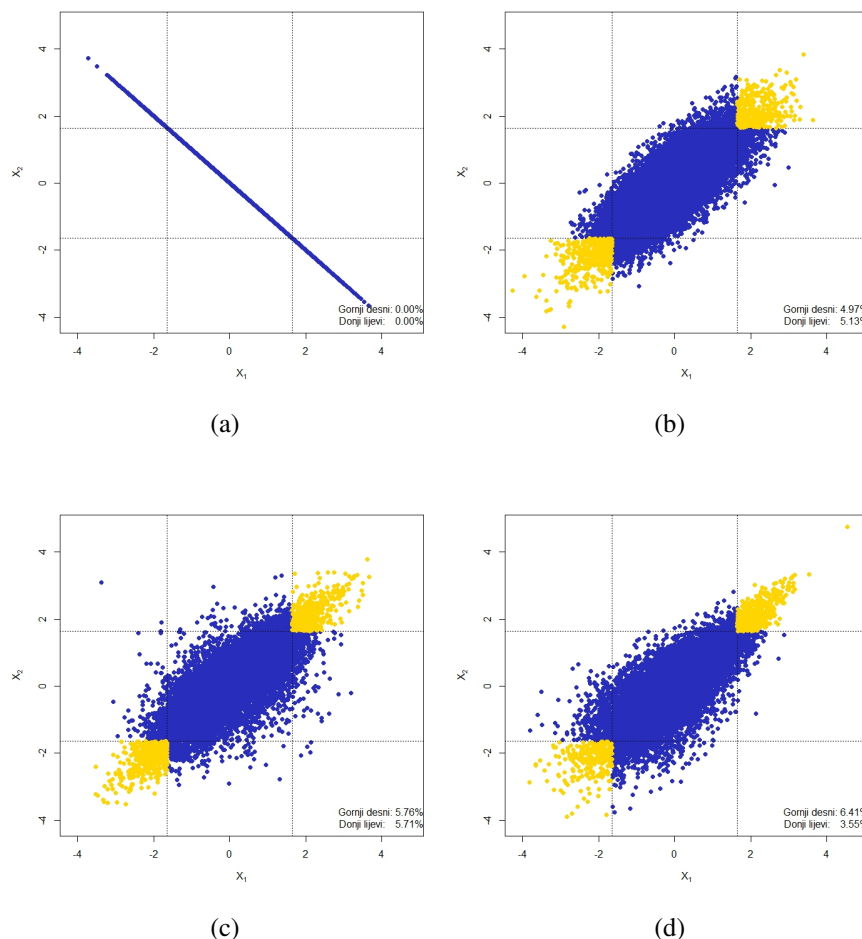 4
2
0
-2
-4
X2
Gornji desni: 0.00%
Donji lijevi: 0.00%
-4 -2 0 2 4
X1
(a)
4
2
0
-2
-4
X2
Gornji desni: 4.97%
Donji lijevi: 5.13%
-4 -2 0 2 4
X1
(b)
4
2
0
-2
-4
X2
Gornji desni: 5.76%
Donji lijevi: 5.71%
-4 -2 0 2 4
X1
(c)
4
2
0
-2
-4
X2
Gornji desni: 6.41%
Donji lijevi: 3.55%
-4 -2 0 2 4
X1
(d)